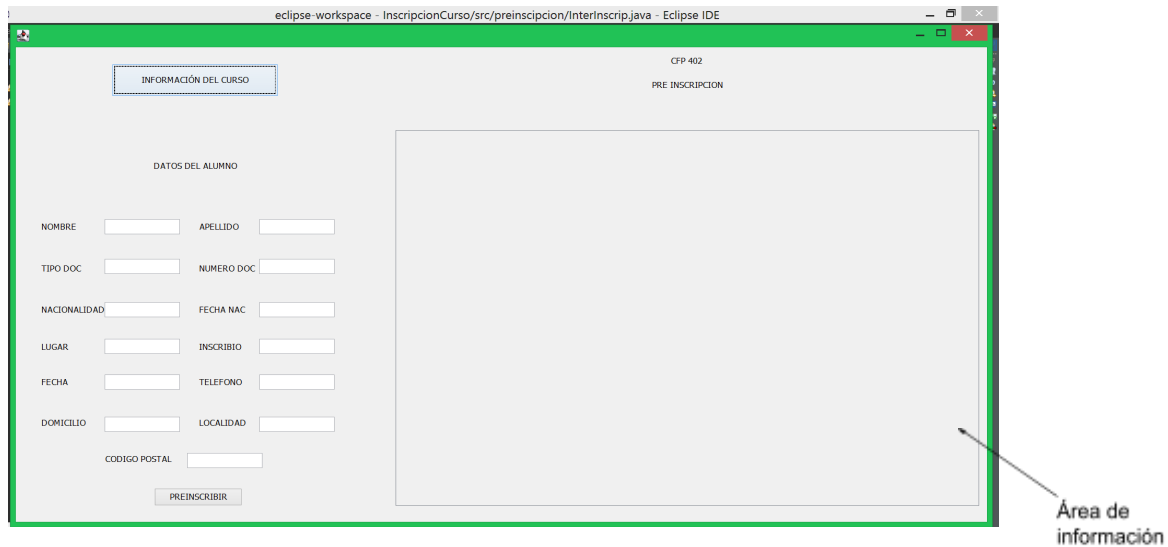 eclipse-workspace - InscripcionCurso/src/preinscipcion/InterInscrip.java - Eclipse IDE
INFORMACIÓN DEL CURSO
CFP 402
PRE INSCRIPCION
DATOS DEL ALUMNO
NOMBRE APELLIDO
TIPO DOC NUMERO DOC
NACIONALIDAD FECHA NAC
LUGAR INSCRIBIO
FECHA TELEFONO
DOMICILIO LOCALIDAD
CODIGO POSTAL
PREINSCRIBIR
Área de
información